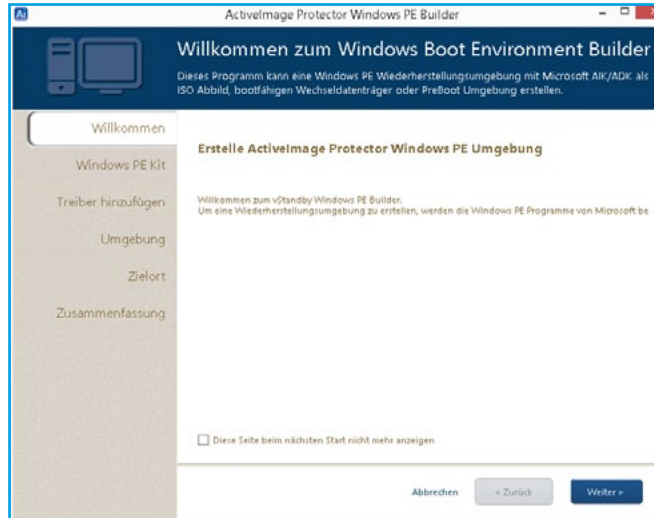 Ai
ActiveImage Protector Windows PE Builder
Willkommen zum Windows Boot Environment Builder
Dieses Programm kann eine Windows PE Wiederherstellungsumgebung mit Microsoft AIK/ADK als
ISO Abbild, bootfähigen Wechseldatenträger oder PreBoot Umgebung erstellen.
Willkommen
Windows PE Kit
Treiber hinzufügen
Umgebung
Zielort
Zusammenfassung
Erstelle ActiveImage Protector Windows PE Umgebung
Willkommen zum vStandby Windows PE Builder.
Um eine Wiederherstellungsumgebung zu erstellen, werden die Windows PE Programme von Microsoft be
Diese Seite beim nächsten Start nicht mehr anzeigen
Abbrechen
« Zurück
Weiter »